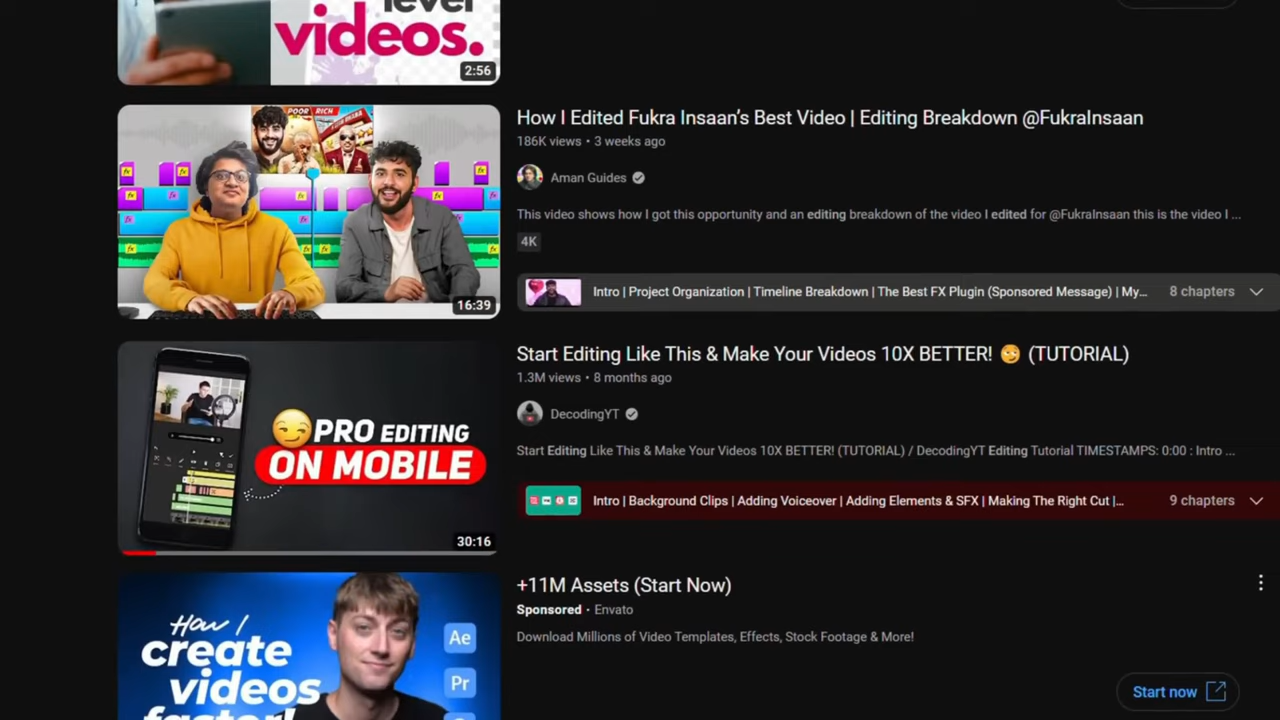 level
videos.
2:56
POOR RICH
16:39
How I Edited Fukra Insaan’s Best Video | Editing Breakdown @FukraInsaan
186K views • 3 weeks ago
Aman Guides
This video shows how I got this opportunity and an editing breakdown of the video I edited for @FukraInsaan this is the video I ...
4K
Intro | Project Organization | Timeline Breakdown | The Best FX Plugin (Sponsored Message) | My...
8 chapters
PRO EDITING
ON MOBILE
30:16
Start Editing Like This & Make Your Videos 10X BETTER! 😏 (TUTORIAL)
1.3M views • 8 months ago
DecodingYT
Start Editing Like This & Make Your Videos 10X BETTER! (TUTORIAL) / DecodingYT Editing Tutorial TIMESTAMPS: 0:00 : Intro ...
Intro | Background Clips | Adding Voiceover | Adding Elements & SFX | Making The Right Cut |...
9 chapters
How I
create
videos
faster!
Ae
Pr
+11M Assets (Start Now)
Sponsored • Envato
Download Millions of Video Templates, Effects, Stock Footage & More!
Start now